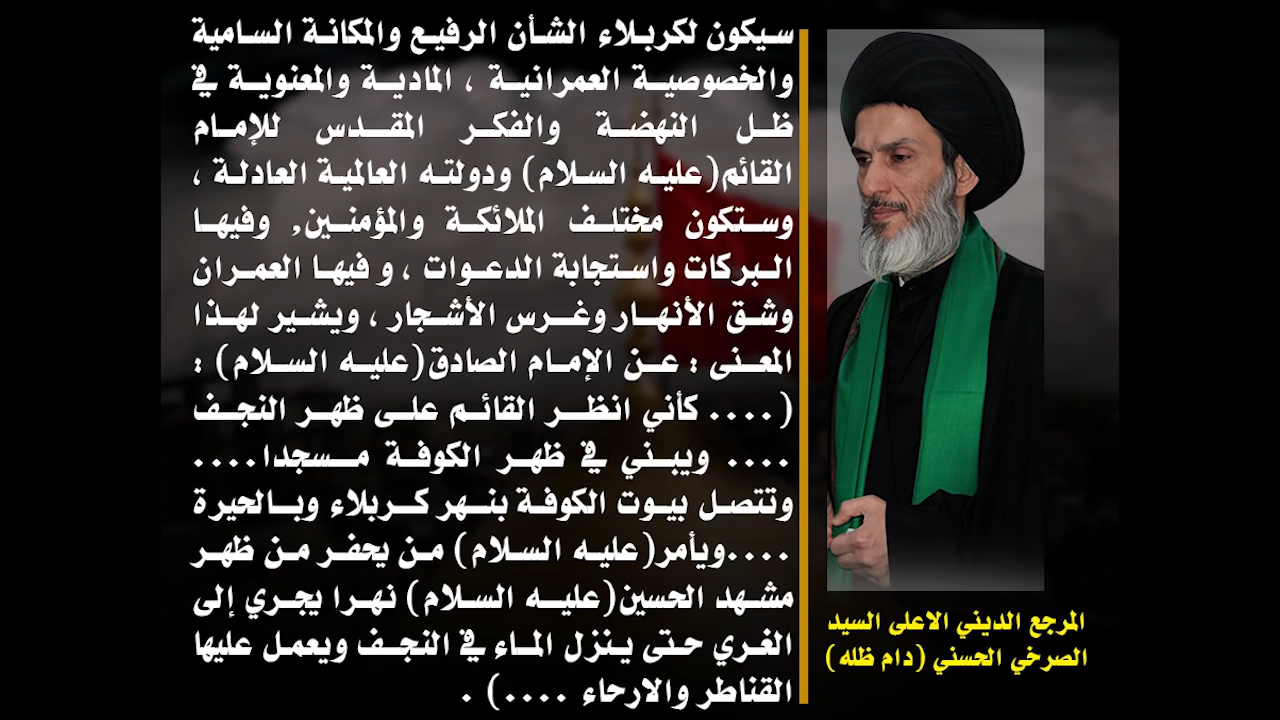 سيكون لكربلاء الشأن الرفيع والمكانة السامية
والخصوصية العمرانية ، المادية والمعنوية في
ظل النهضة والفكر المقدس للإمام
القائم(عليه السلام) ودولته العالمية العادلة ،
وستكون مختلف الملائكة والمؤمنين, وفيها
البركات واستجابة الدعوات ، و فيها العمران
وشق الأنهار وغرس الأشجار ، ويشير لهذا
المعنى : عن الإمام الصادق(عليه السلام) :
(.... كأني انظر القائم على ظهر النجف
.... ويبني في ظهر الكوفة مسجدا....
وتتصل بيوت الكوفة بنهر كربلاء وبالحيرة
....ويأمر(عليه السلام) من يحفر من ظهر
مشهد الحسين(عليه السلام) نهرا يجري إلى
الغري حتى ينزل الماء في النجف ويعمل عليها
القناطر والارحاء ....) .
المرجع الديني الاعلى السيد
الصرخي الحسني (دام ظله)